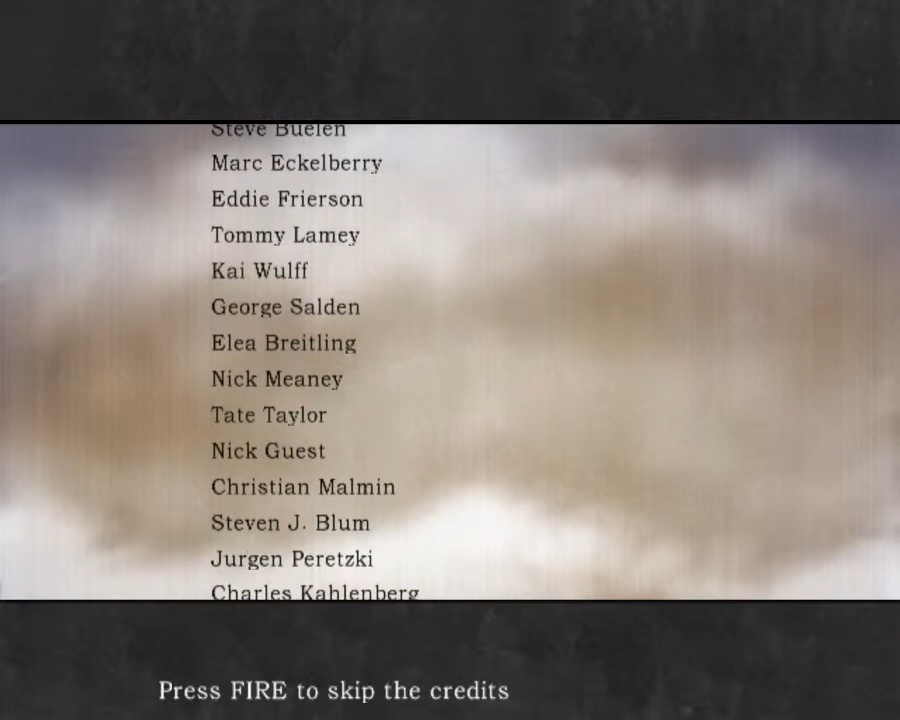 Steve Buelen
Marc Eckelberry
Eddie Frierson
Tommy Lamey
Kai Wulff
George Salden
Elea Breitling
Nick Meaney
Tate Taylor
Nick Guest
Christian Malmin
Steven J. Blum
Jurgen Peretzki
Charles Kahlenberg
Press FIRE to skip the credits